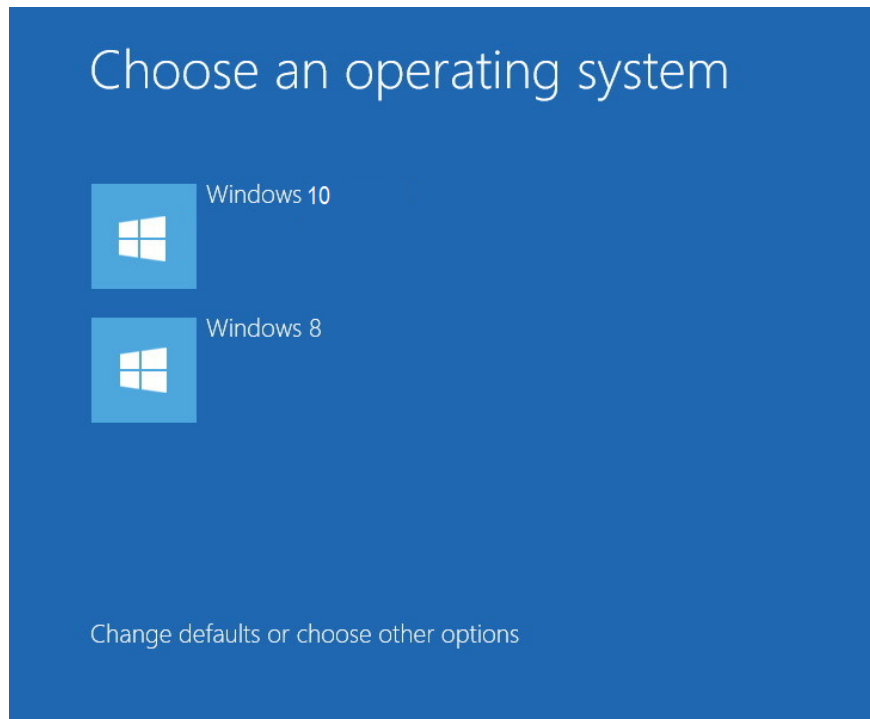 Choose an operating system
Windows 10
Windows 8
Change defaults or choose other options